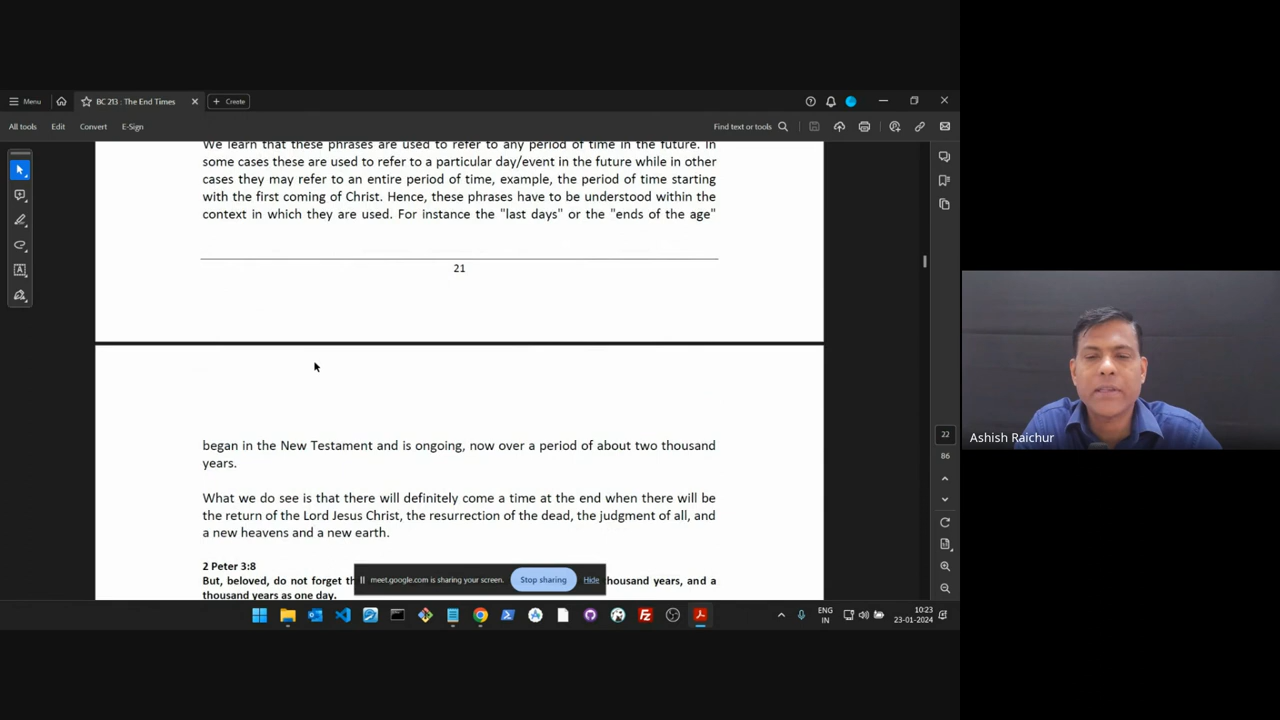 Menu
BC 213 : The End Times
Create
All tools
Edit
Convert
E-Sign
Find text or tools
We learn that these phrases are used to refer to any period of time in the future. In
some cases these are used to refer to a particular day/event in the future while in other
cases they may refer to an entire period of time, example, the period of time starting
with the first coming of Christ. Hence, these phrases have to be understood within the
context in which they are used. For instance the "last days" or the "ends of the age"
21
began in the New Testament and is ongoing, now over a period of about two thousand
years.
What we do see is that there will definitely come a time at the end when there will be
the return of the Lord Jesus Christ, the resurrection of the dead, the judgment of all, and
a new heavens and a new earth.
2 Peter 3:8
But, beloved, do not forget th housand years, and a
thousand years as one day.
meet.google.com is sharing your screen.
Stop sharing
Hide
22
86
ENG
IN
10:23
23-01-2024
Ashish Raichur